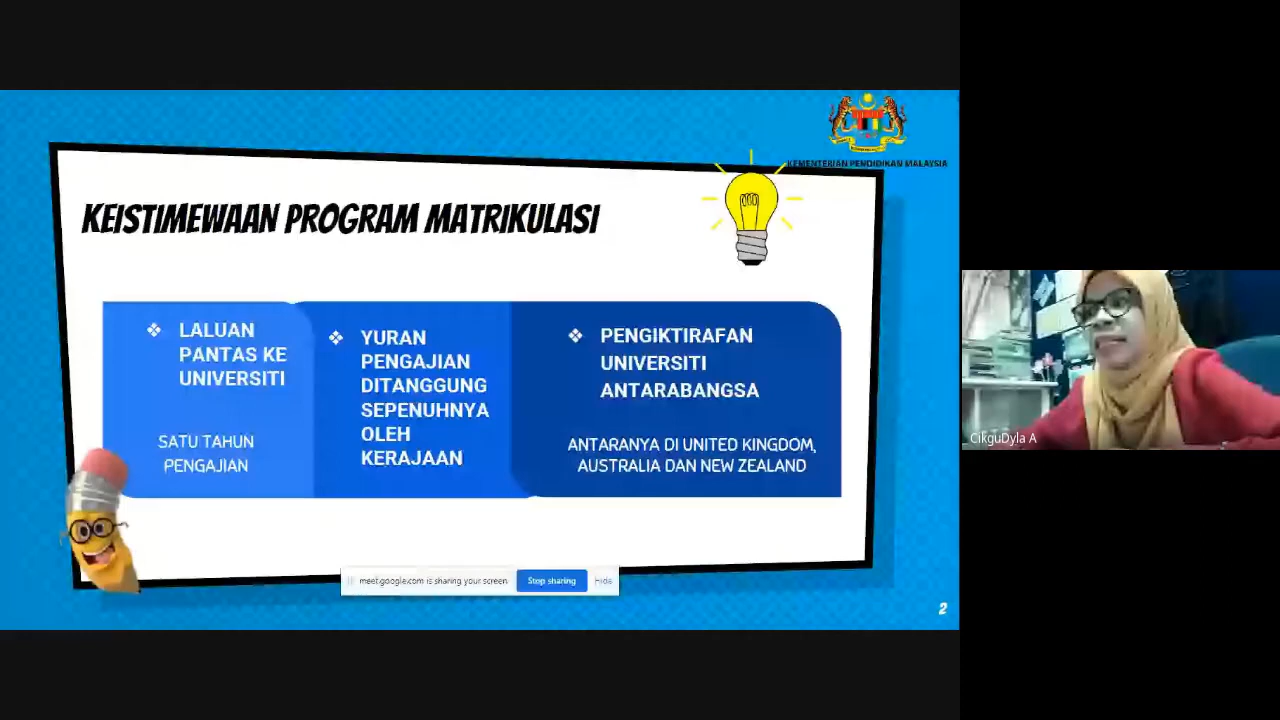 KEMENTERIAN PENDIDIKAN MALAYSIA
KEISTIMEWAAN PROGRAM MATRIKULASI
❖ LALUAN
PANTAS KE
UNIVERSITI
SATU TAHUN
PENGAJIAN
❖ YURAN
PENGAJIAN
DITANGGUNG
SEPENUHNYA
OLEH
KERAJAAN
❖ PENGIKTIRAFAN
UNIVERSITI
ANTARABANGSA
ANTARANYA DI UNITED KINGDOM,
AUSTRALIA DAN NEW ZEALAND
meet.google.com is sharing your screen
Stop sharing
Hide
2
CikguDyla A